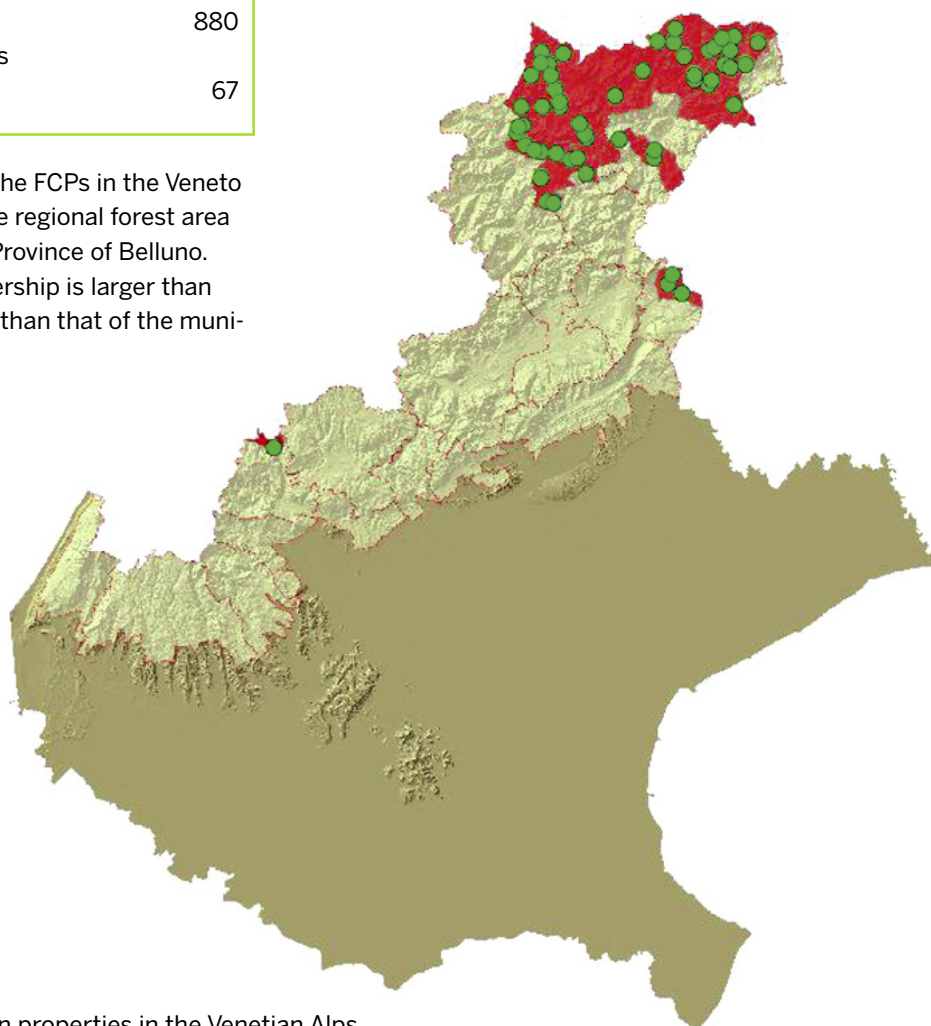 880
s
67
he FCPs in the Veneto
e regional forest area
Province of Belluno.
ership is larger than
than that of the muni-
n properties in the Venetian Alps